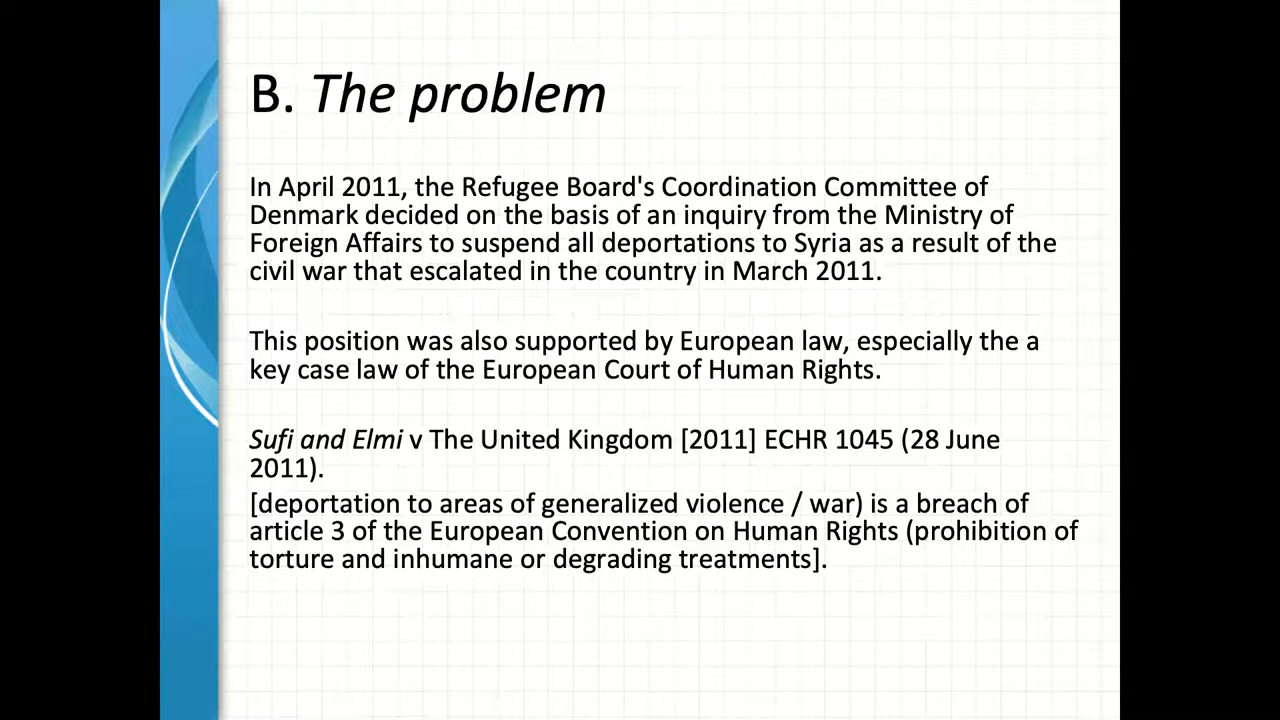 B. The problem
In April 2011, the Refugee Board's Coordination Committee of
Denmark decided on the basis of an inquiry from the Ministry of
Foreign Affairs to suspend all deportations to Syria as a result of the
civil war that escalated in the country in March 2011.
This position was also supported by European law, especially the a
key case law of the European Court of Human Rights.
Sufi and Elmi v The United Kingdom [2011] ECHR 1045 (28 June
2011).
[deportation to areas of generalized violence / war) is a breach of
article 3 of the European Convention on Human Rights (prohibition of
torture and inhumane or degrading treatments].